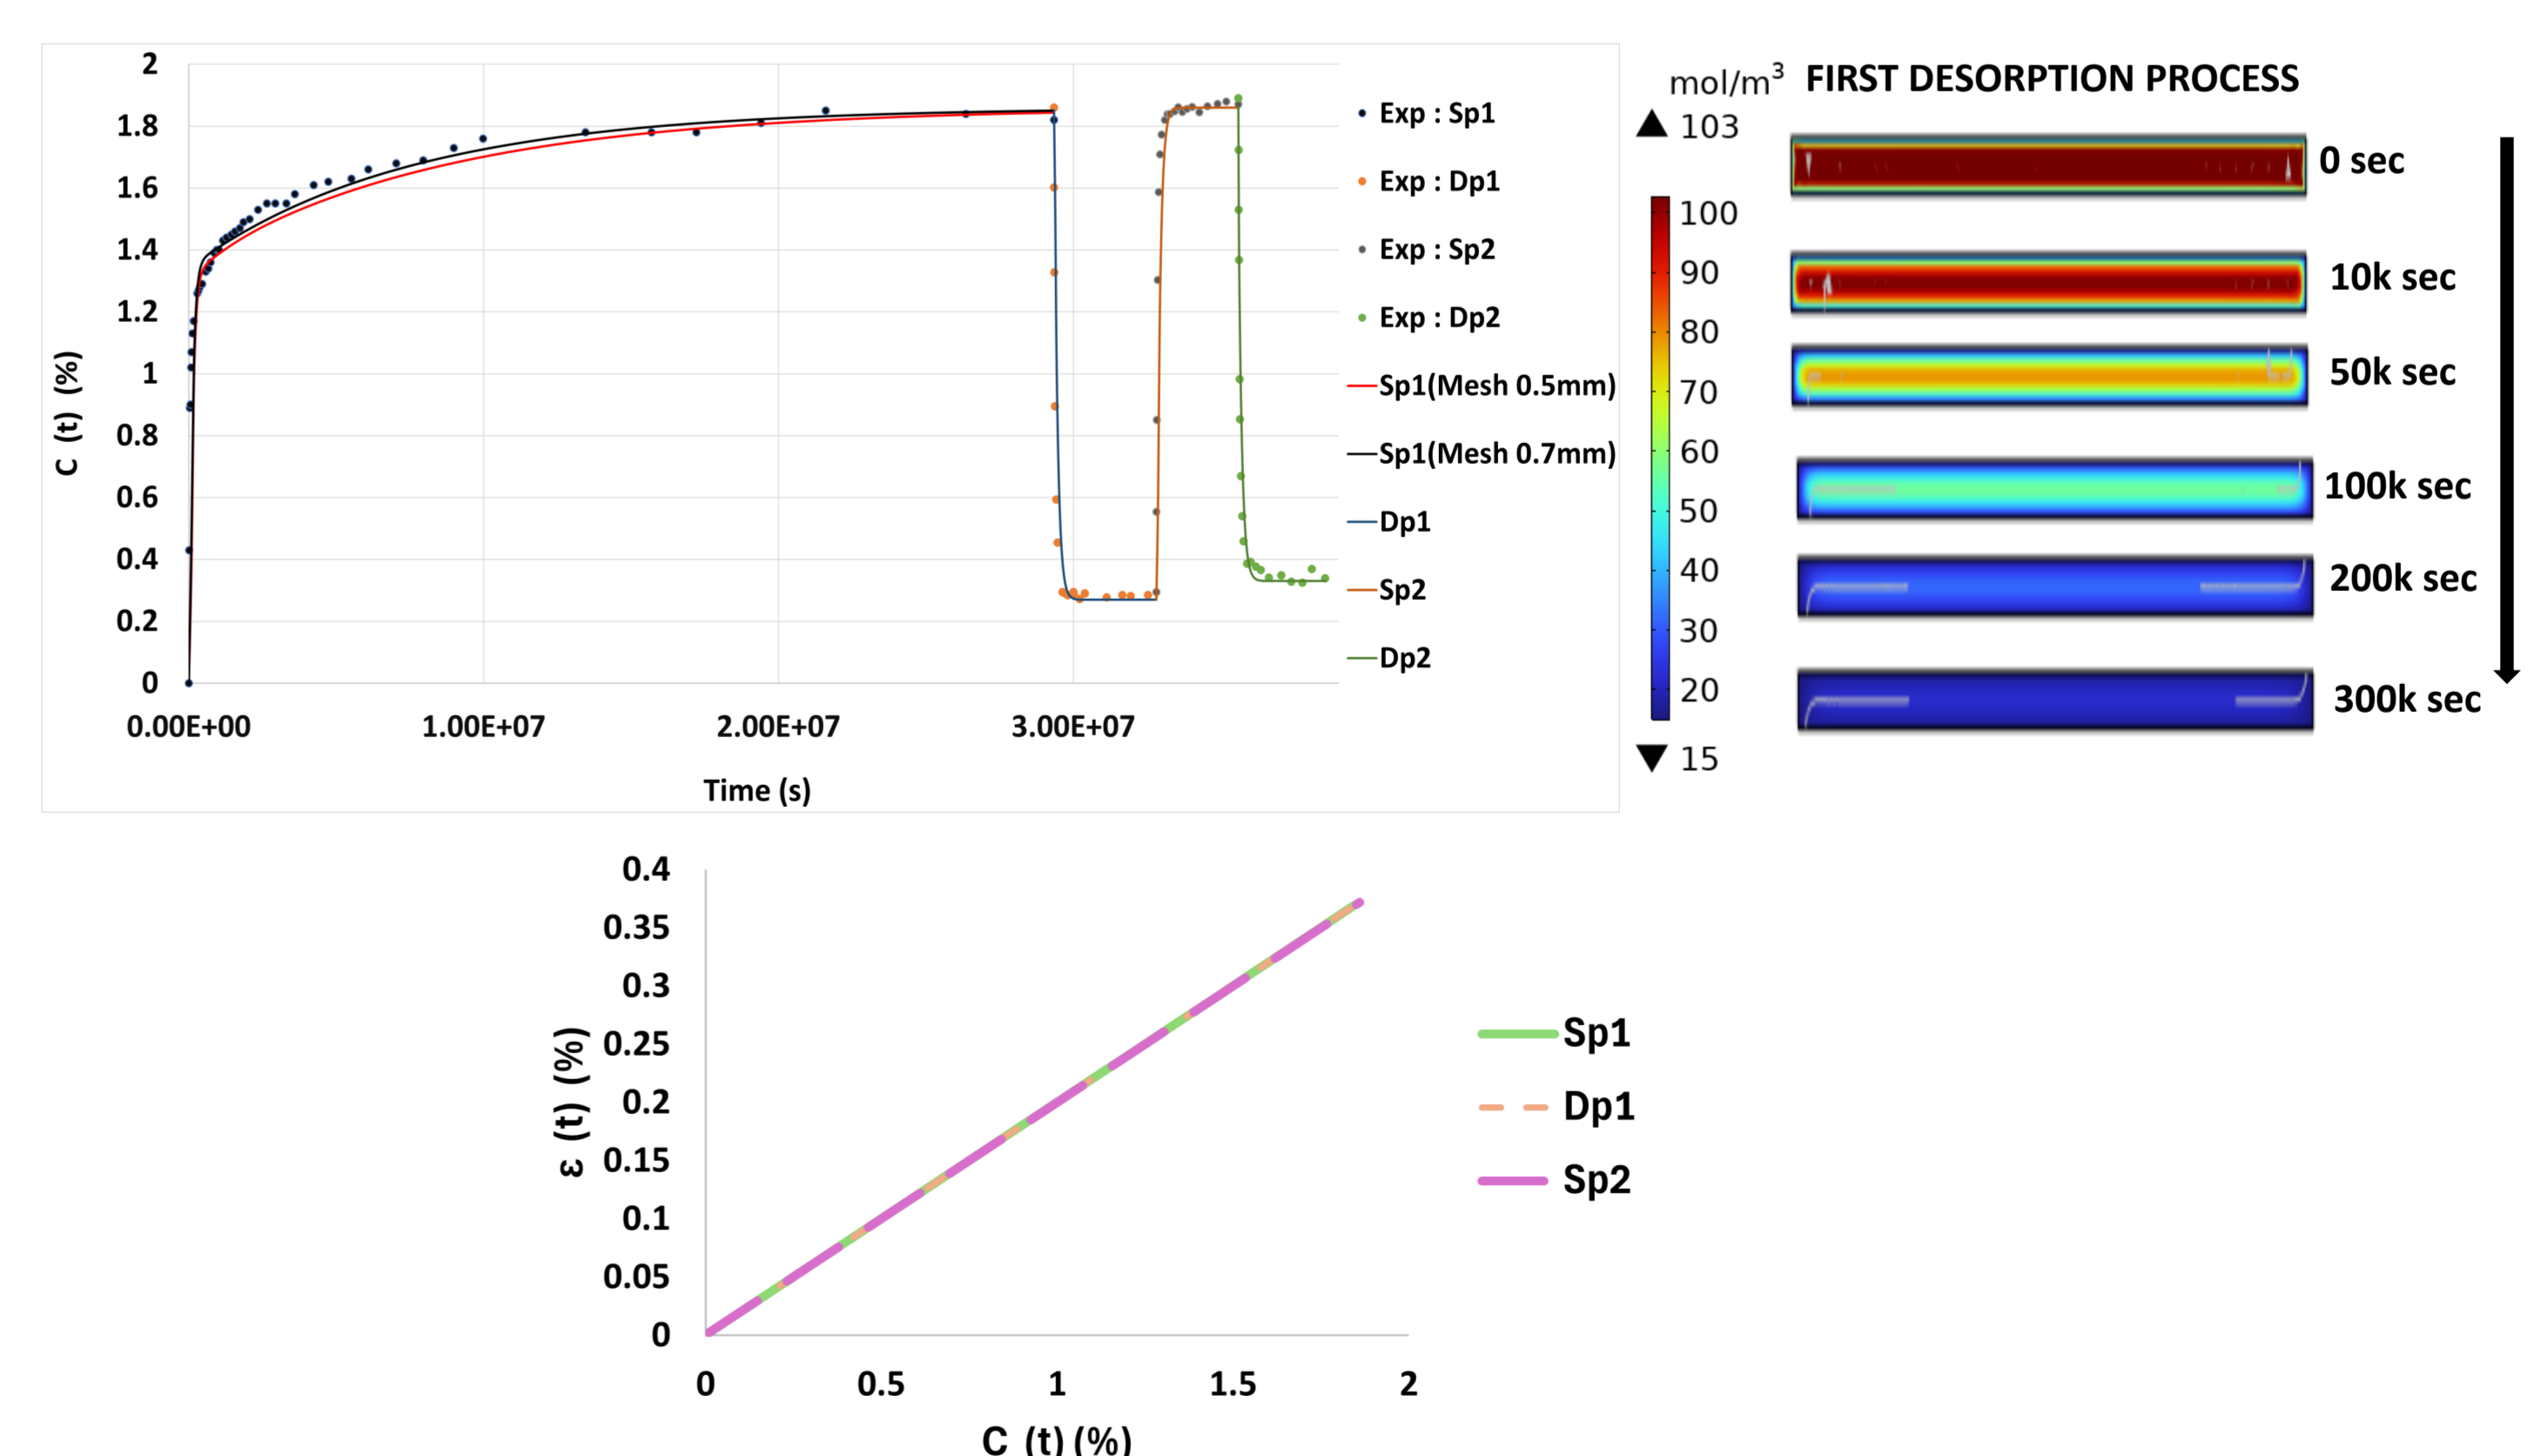 2
1.8
1.6
1.4
1.2
1
0.8
0.6
0.4
0.2
0
C (t) (%)
0.00E+00 1.00E+07 2.00E+07 3.00E+07
Time (s)
Exp : Sp1
Exp : Dp1
Exp : Sp2
Exp : Dp2
Sp1(Mesh 0.5mm)
Sp1(Mesh 0.7mm)
Dp1
Sp2
Dp2
mol/m³ FIRST DESORPTION PROCESS
▲ 103
100
90
80
70
60
50
40
30
20
▼ 15
0 sec
10k sec
50k sec
100k sec
200k sec
300k sec
0.4
0.35
0.3
0.25
0.2
0.15
0.1
0.05
0
ε (t) (%)
0 0.5 1 1.5 2
C (t) (%)
Sp1
Dp1
Sp2